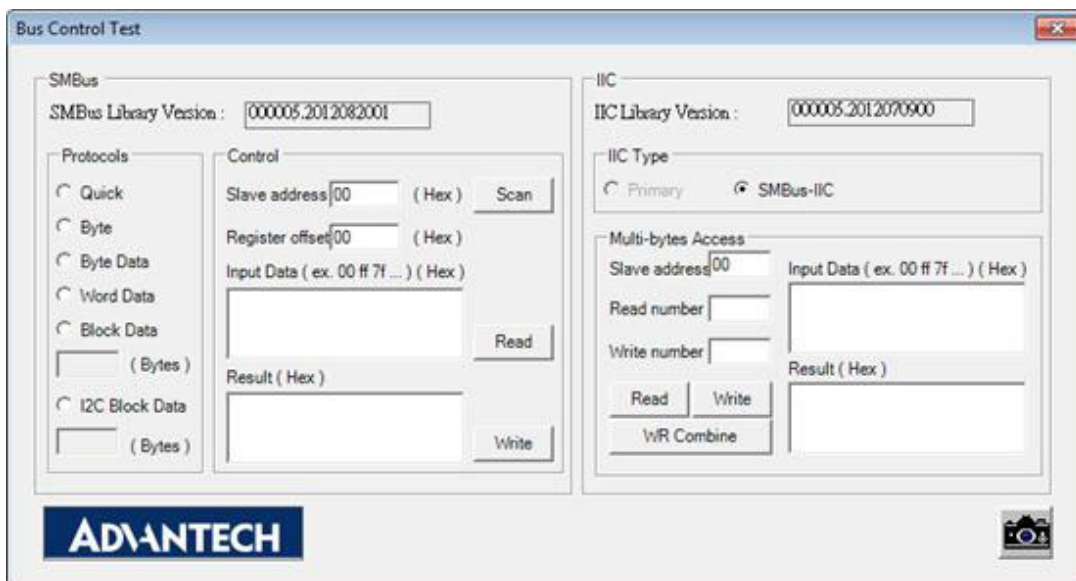 Bus Control Test
SMBus
SMBus Library Version : 000005.2012082001
Protocols
Quick
Byte
Byte Data
Word Data
Block Data
( Bytes )
I2C Block Data
( Bytes )
Control
Slave address 00 ( Hex ) Scan
Register offset 00 ( Hex )
Input Data ( ex. 00 ff 7f ... ) ( Hex )
Read
Result ( Hex )
Write
IIC
IIC Library Version : 000005.2012070900
IIC Type
Primary SMBus-IIC
Multi-bytes Access
Slave address 00
Read number
Write number
Read Write
WR Combine
Input Data ( ex. 00 ff 7f ... ) ( Hex )
Result ( Hex )
ADVANTECH